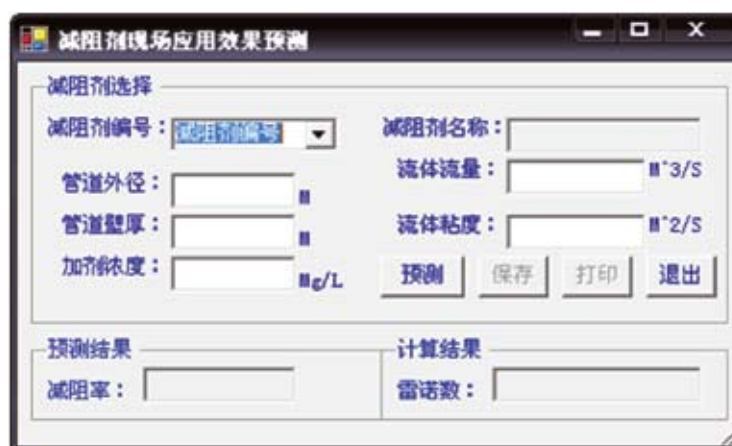 减阻剂现场应用效果预测
减阻剂选择
减阻剂编号： 减阻剂编号 减阻剂名称：
管道外径： M 流体流量： M^3/S
管道壁厚： M 流体粘度： M^2/S
加剂浓度： Mg/L 预测 保存 打印 退出
预测结果 计算结果
减阻率： 雷诺数：